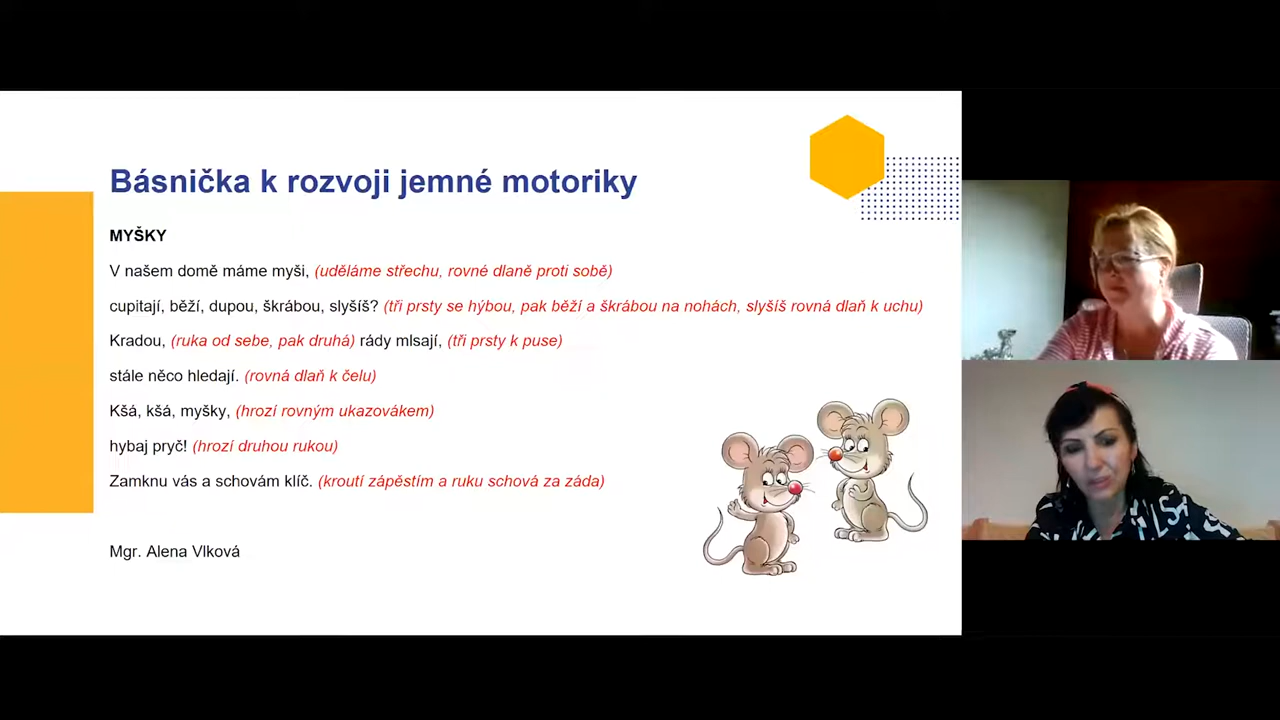 Básnička k rozvoji jemné motoriky
MYŠKY
V našem domě máme myši, (uděláme střechu, rovné dlaně proti sobě)
cupitají, běží, dupou, škrábou, slyšíš? (tři prsty se hýbou, pak běží a škrábou na nohách, slyšíš rovná dlaň k uchu)
Kradou, (ruka od sebe, pak druhá) rády mlsají, (tři prsty k puse)
stále něco hledají. (rovná dlaň k čelu)
Kšá, kšá, myšky, (hrozí rovným ukazovákem)
hybaj pryč! (hrozí druhou rukou)
Zamknu vás a schovám klíč. (kroutí zápěstím a ruku schová za záda)
Mgr. Alena Vlková